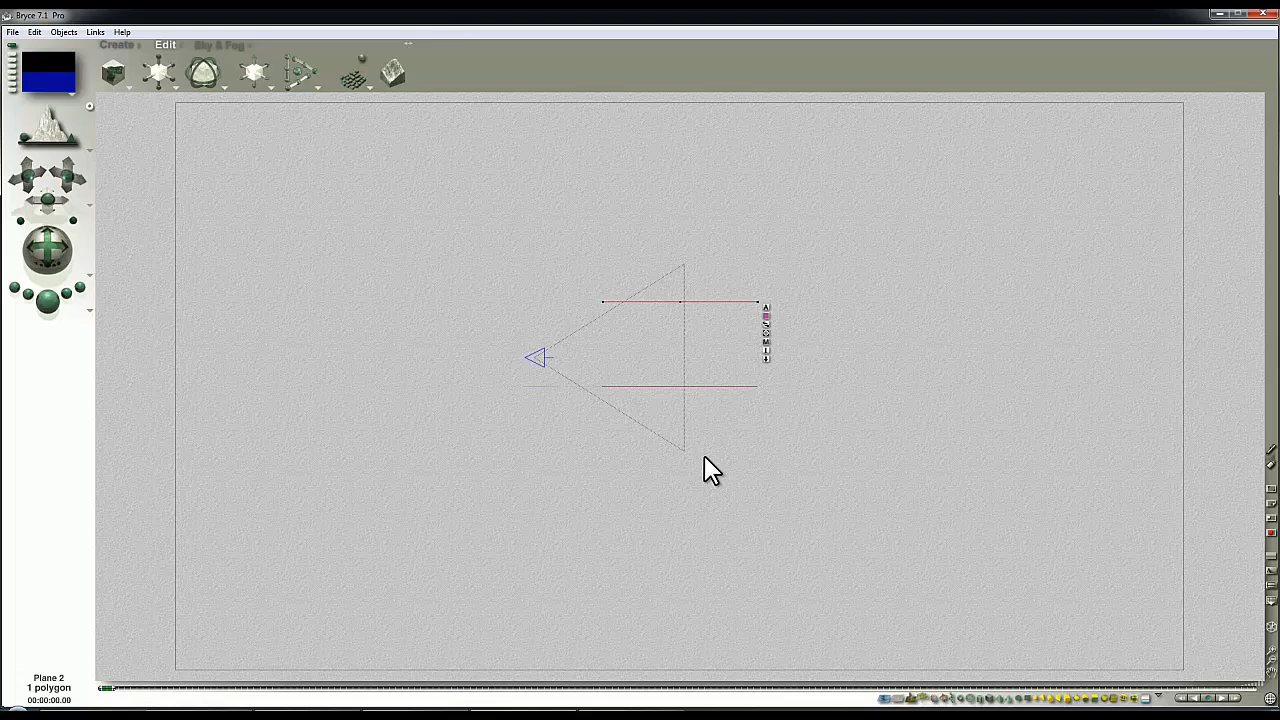 Bryce 7.1 Pro
File Edit Objects Links Help
Create Edit Sky & Fog
A
M
Plane 2
1 polygon
00:00:00.00